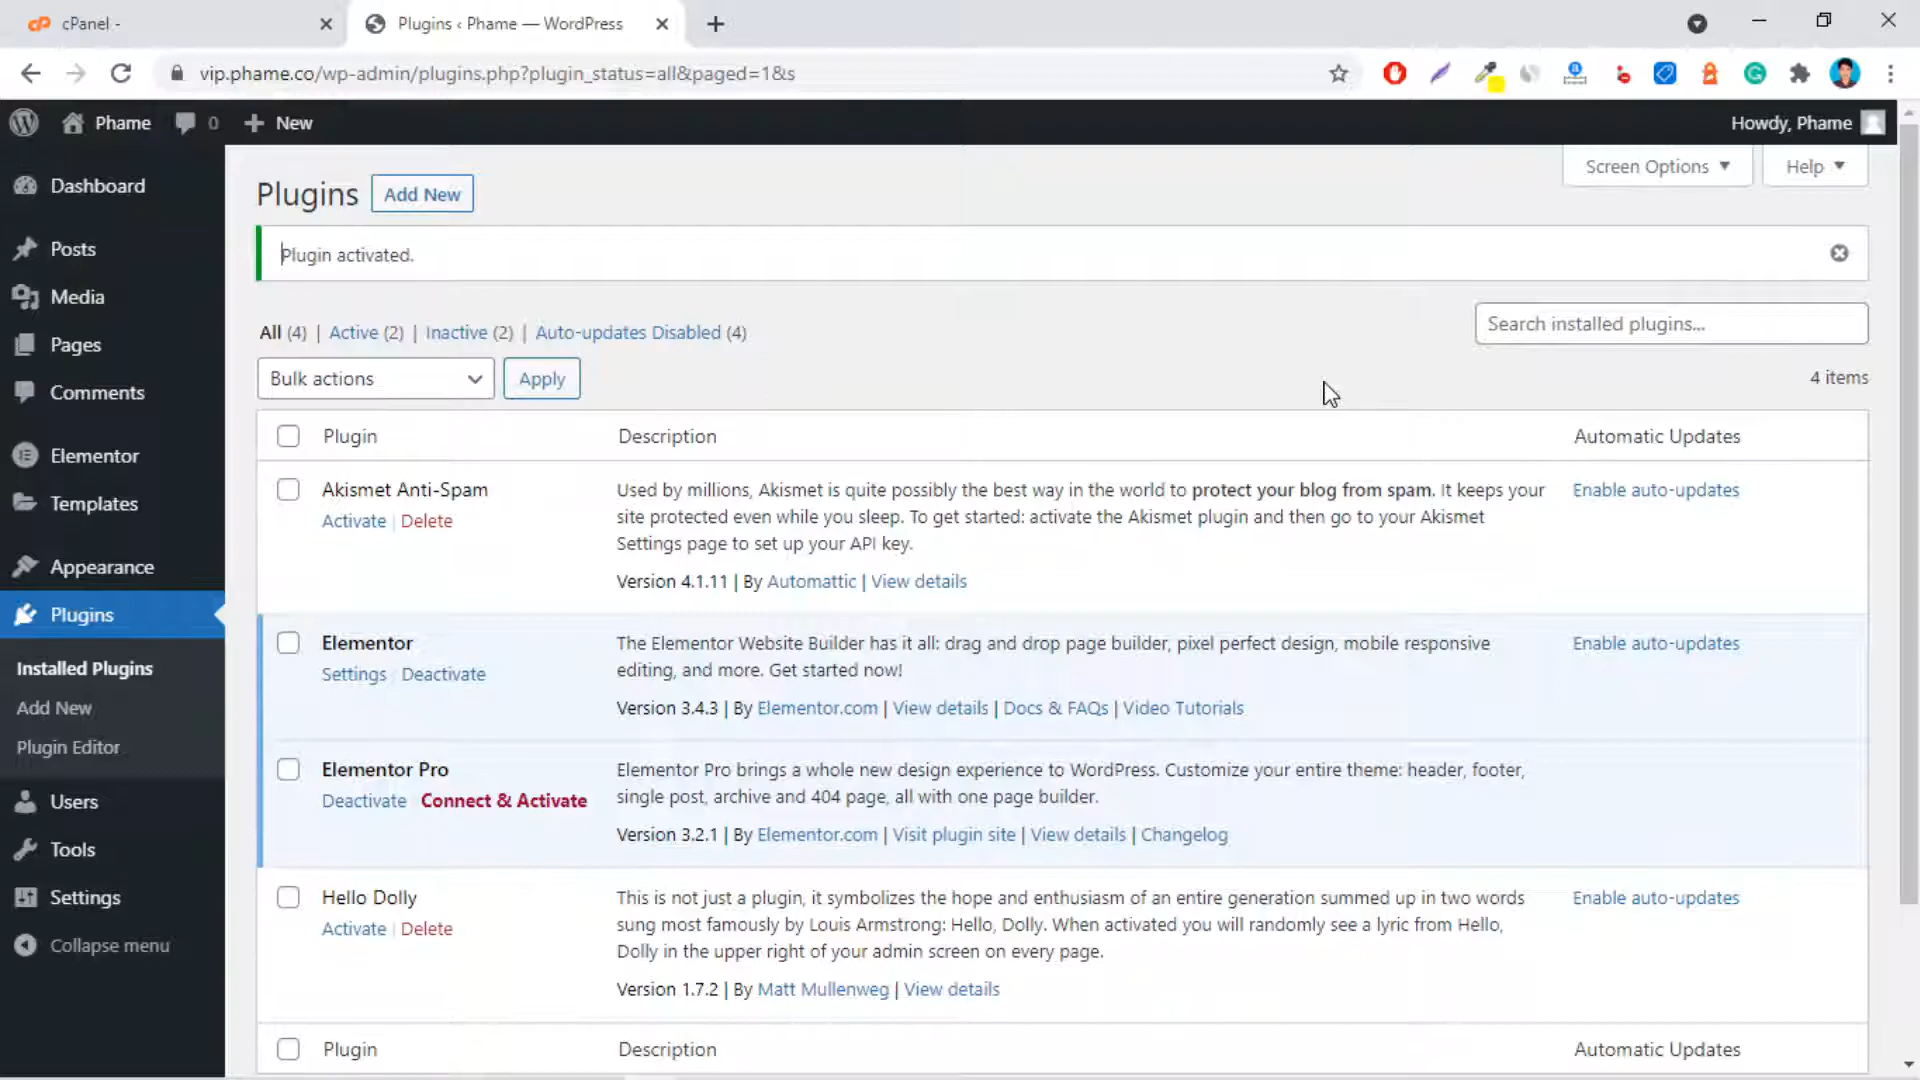 cPanel -
Plugins ‹ Phame — WordPress
vip.phame.co/wp-admin/plugins.php?plugin_status=all&paged=1&s
Phame
0
New
Howdy, Phame
Screen Options
Help
Dashboard
Posts
Media
Pages
Comments
Elementor
Templates
Appearance
Plugins
Installed Plugins
Add New
Plugin Editor
Users
Tools
Settings
Collapse menu
Plugins
Add New
Plugin activated.
All (4) | Active (2) | Inactive (2) | Auto-updates Disabled (4)
Search installed plugins...
Bulk actions
Apply
4 items
Plugin
Description
Automatic Updates
Akismet Anti-Spam
Activate | Delete
Used by millions, Akismet is quite possibly the best way in the world to protect your blog from spam. It keeps your
site protected even while you sleep. To get started: activate the Akismet plugin and then go to your Akismet
Settings page to set up your API key.
Version 4.1.11 | By Automattic | View details
Enable auto-updates
Elementor
Settings | Deactivate
The Elementor Website Builder has it all: drag and drop page builder, pixel perfect design, mobile responsive
editing, and more. Get started now!
Version 3.4.3 | By Elementor.com | View details | Docs & FAQs | Video Tutorials
Enable auto-updates
Elementor Pro
Deactivate | Connect & Activate
Elementor Pro brings a whole new design experience to WordPress. Customize your entire theme: header, footer,
single post, archive and 404 page, all with one page builder.
Version 3.2.1 | By Elementor.com | Visit plugin site | View details | Changelog
Hello Dolly
Activate | Delete
This is not just a plugin, it symbolizes the hope and enthusiasm of an entire generation summed up in two words
sung most famously by Louis Armstrong: Hello, Dolly. When activated you will randomly see a lyric from Hello,
Dolly in the upper right of your admin screen on every page.
Version 1.7.2 | By Matt Mullenweg | View details
Enable auto-updates
Plugin
Description
Automatic Updates